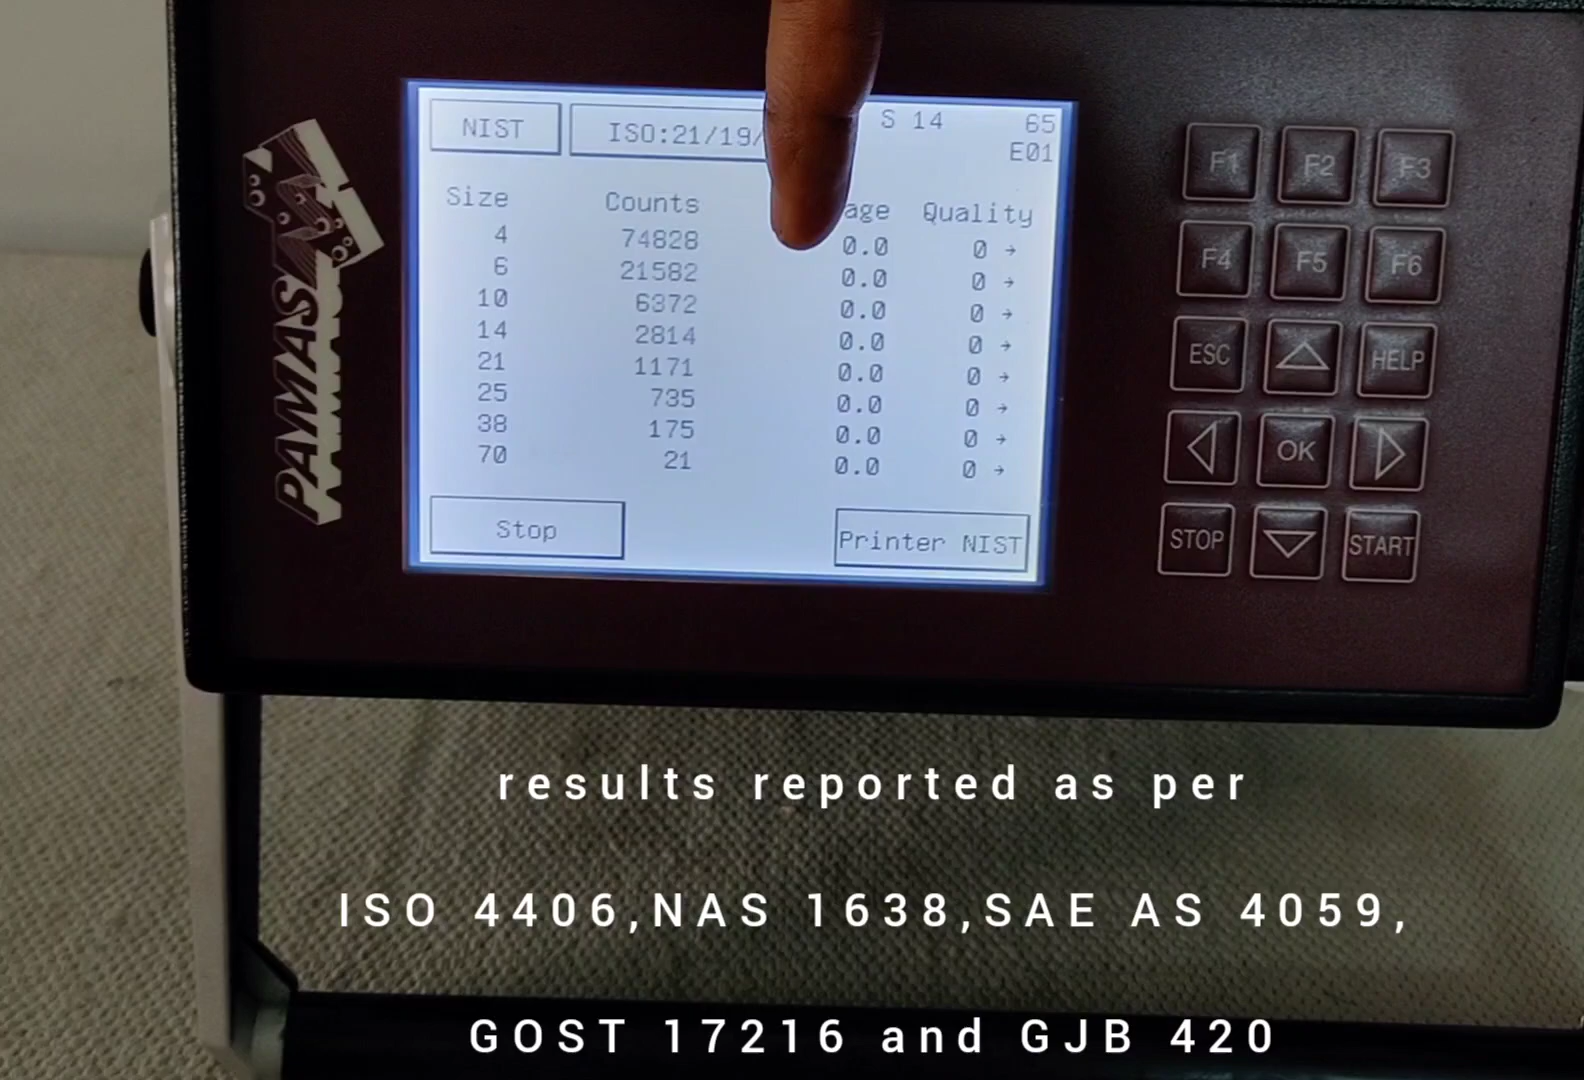 NIST ISO:21/19/ S 14 65
E01
Size Counts Quality
4 74828 0.0 0 →
6 21582 0.0 0 →
10 6372 0.0 0 →
14 2814 0.0 0 →
21 1171 0.0 0 →
25 735 0.0 0 →
38 175 0.0 0 →
70 21 0.0 0 →
Stop Printer NIST
PAMAS
F1 F2 F3
F4 F5 F6
ESC HELP
OK
STOP START
results reported as per
ISO 4406,NAS 1638,SAE AS 4059,
GOST 17216 and GJB 420